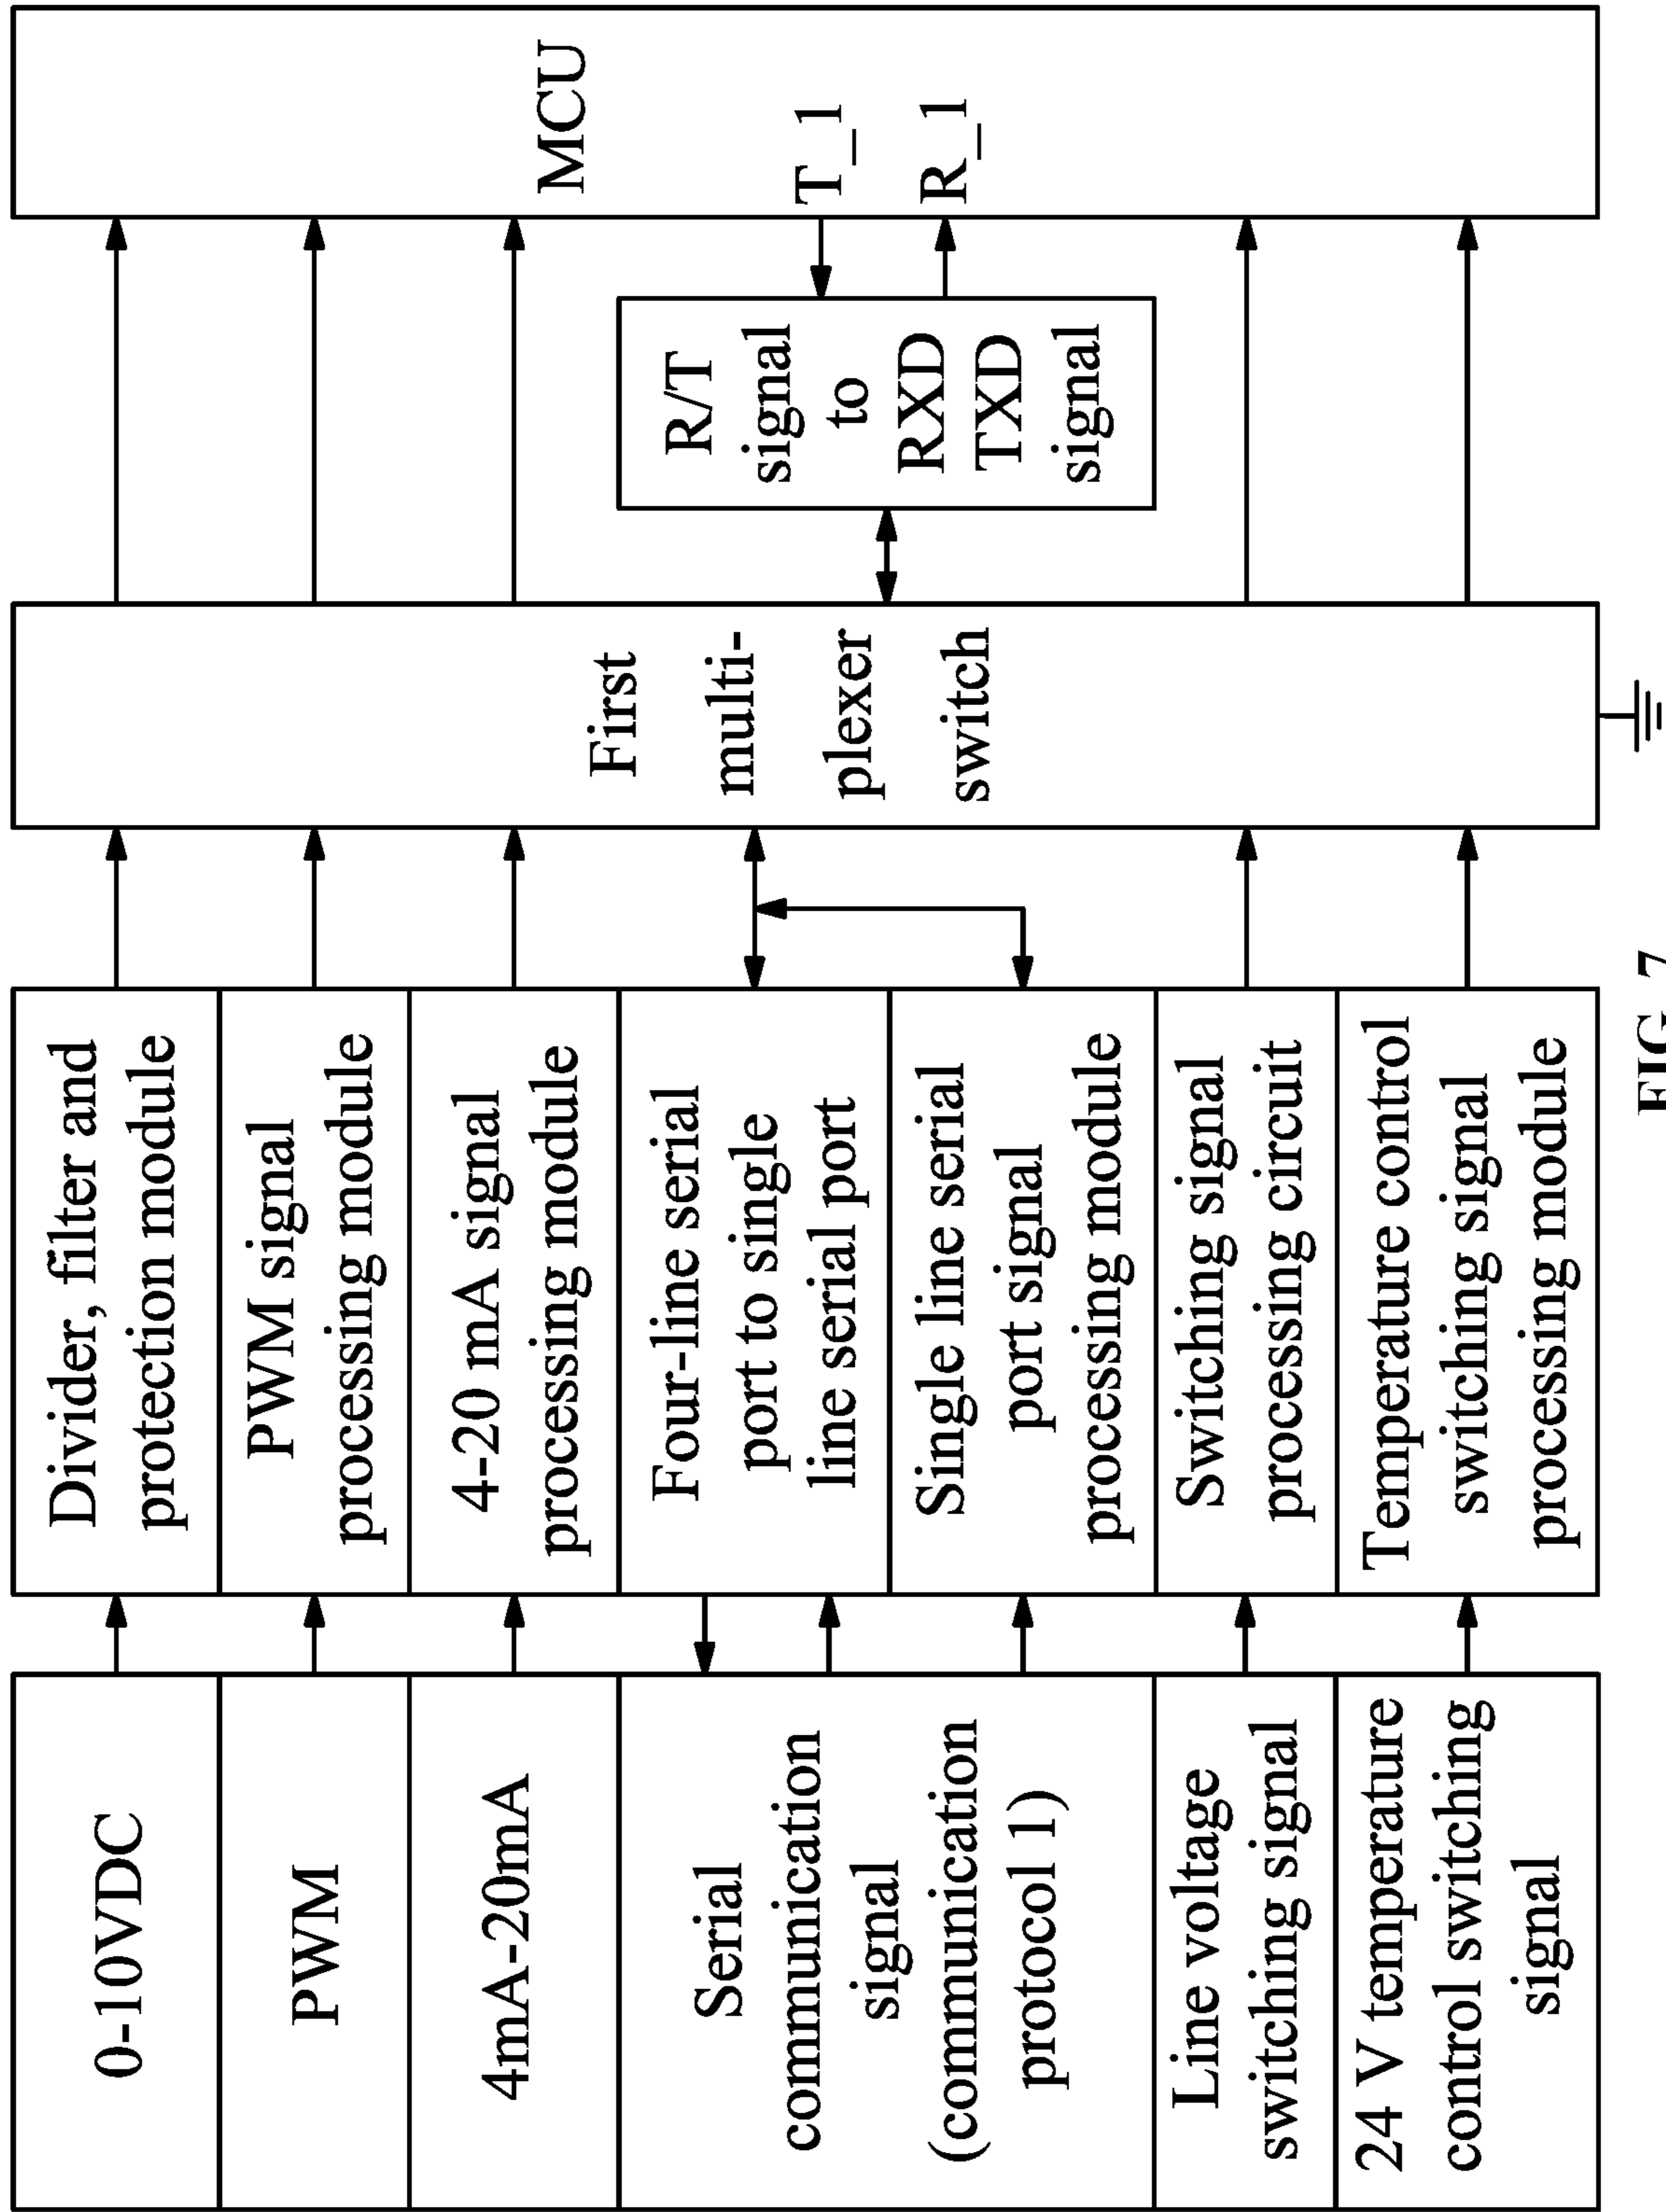 0-10VDC
PWM
4mA-20mA
Serial
communication
signal
(communication
protocol 1)
Line voltage
switching signal
24 V temperature
control switching
signal
Divider, filter and
protection module
PWM signal
processing module
4-20 mA signal
processing module
Four-line serial
port to single
line serial port
Single line serial
port signal
processing module
Switching signal
processing circuit
Temperature control
switching signal
processing module
First
multi-
plexer
switch
R/T
signal
to
RXD
TXD
signal
MCU
T_1
R_1
FIG. 7